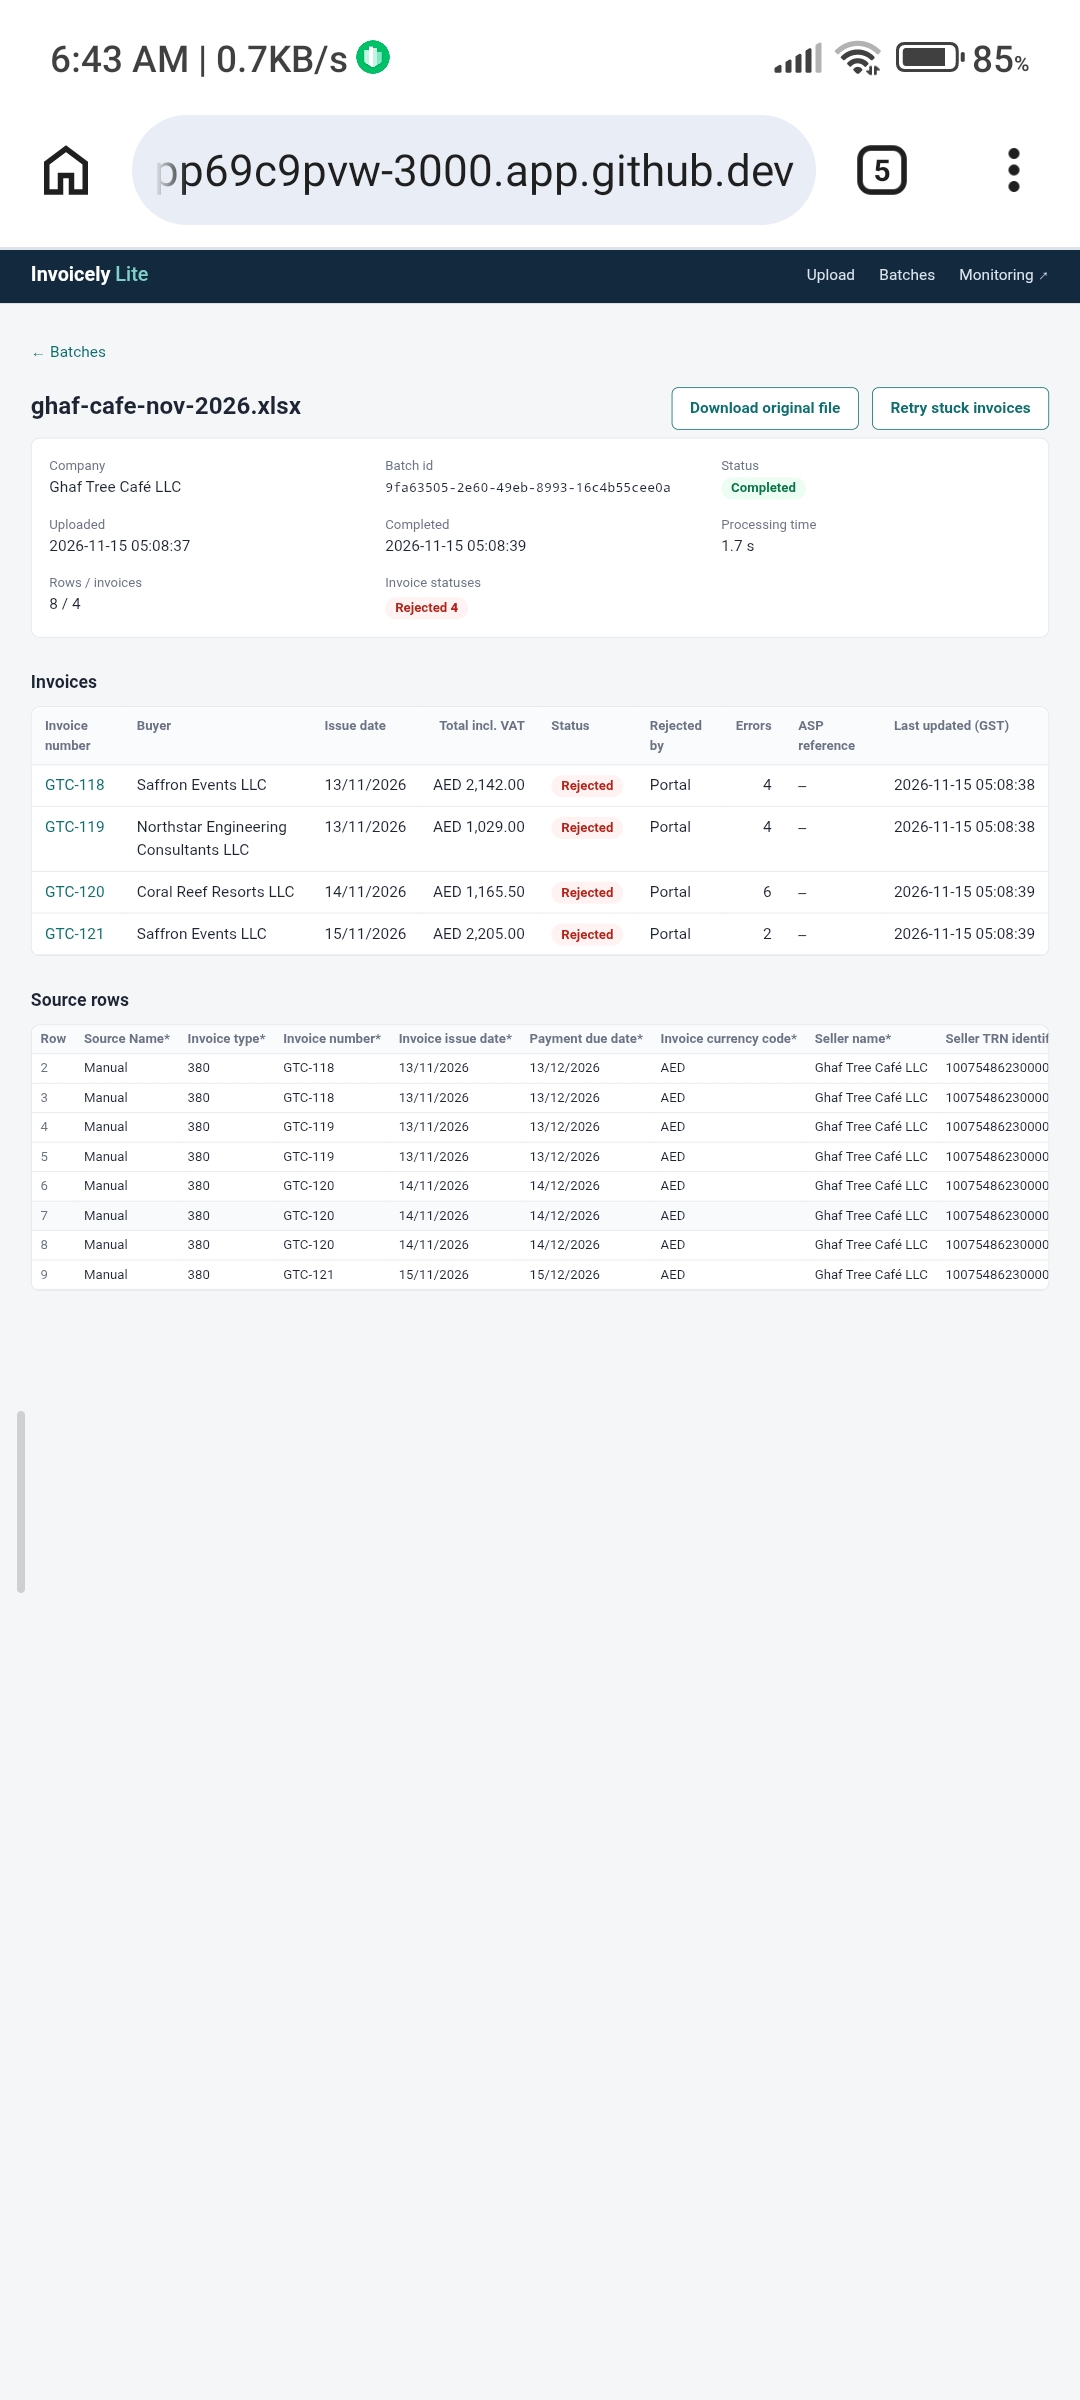 6:43 AM | 0.7KB/s
85%
pp69c9pvw-3000.app.github.dev
5
Invoicely Lite
Upload Batches Monitoring ↗
← Batches
ghaf-cafe-nov-2026.xlsx
Download original file Retry stuck invoices
Company Batch id Status
Ghaf Tree Café LLC 9fa63505-2e60-49eb-8993-16c4b55cee0a Completed
Uploaded Completed Processing time
2026-11-15 05:08:37 2026-11-15 05:08:39 1.7 s
Rows / invoices Invoice statuses
8 / 4 Rejected 4
Invoices
Invoice number Buyer Issue date Total incl. VAT Status Rejected by Errors ASP reference Last updated (GST)
GTC-118 Saffron Events LLC 13/11/2026 AED 2,142.00 Rejected Portal 4 – 2026-11-15 05:08:38
GTC-119 Northstar Engineering Consultants LLC 13/11/2026 AED 1,029.00 Rejected Portal 4 – 2026-11-15 05:08:38
GTC-120 Coral Reef Resorts LLC 14/11/2026 AED 1,165.50 Rejected Portal 6 – 2026-11-15 05:08:39
GTC-121 Saffron Events LLC 15/11/2026 AED 2,205.00 Rejected Portal 2 – 2026-11-15 05:08:39
Source rows
Row Source Name* Invoice type* Invoice number* Invoice issue date* Payment due date* Invoice currency code* Seller name* Seller TRN identif
2 Manual 380 GTC-118 13/11/2026 13/12/2026 AED Ghaf Tree Café LLC 10075486230000
3 Manual 380 GTC-118 13/11/2026 13/12/2026 AED Ghaf Tree Café LLC 10075486230000
4 Manual 380 GTC-119 13/11/2026 13/12/2026 AED Ghaf Tree Café LLC 10075486230000
5 Manual 380 GTC-119 13/11/2026 13/12/2026 AED Ghaf Tree Café LLC 10075486230000
6 Manual 380 GTC-120 14/11/2026 14/12/2026 AED Ghaf Tree Café LLC 10075486230000
7 Manual 380 GTC-120 14/11/2026 14/12/2026 AED Ghaf Tree Café LLC 10075486230000
8 Manual 380 GTC-120 14/11/2026 14/12/2026 AED Ghaf Tree Café LLC 10075486230000
9 Manual 380 GTC-121 15/11/2026 15/12/2026 AED Ghaf Tree Café LLC 10075486230000